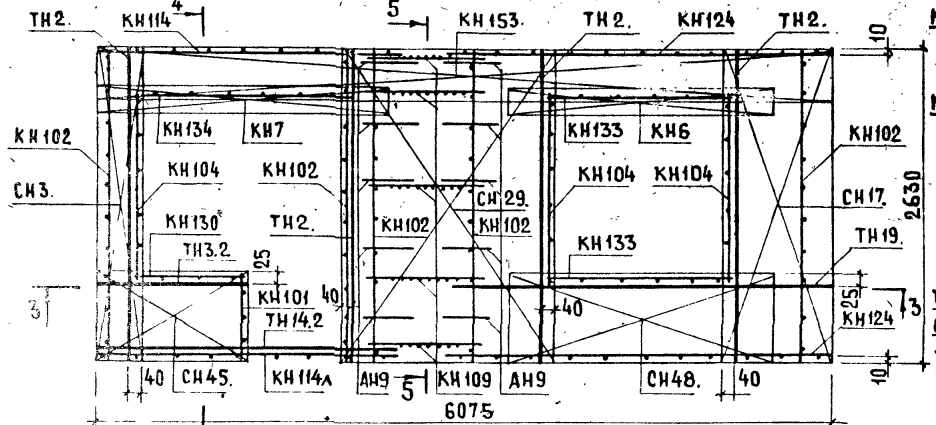 4 5
ТН2. КН114 КН153. ТН2. КН124 ТН2. 10
КН134 КН7 КН133 КН6
КН102 КН102
КН104 КН102 КН104 КН104
СН3. СН29. СН17.
КН130 ТН2. КН102 КН102 2630
ТН3.2 25 КН133 ТН19.
3 КН101 40 40 25 3
ТН14.2 КН124
40 СН45. КН114л АН9 5 КН109 АН9 СН48. 40 10
6075